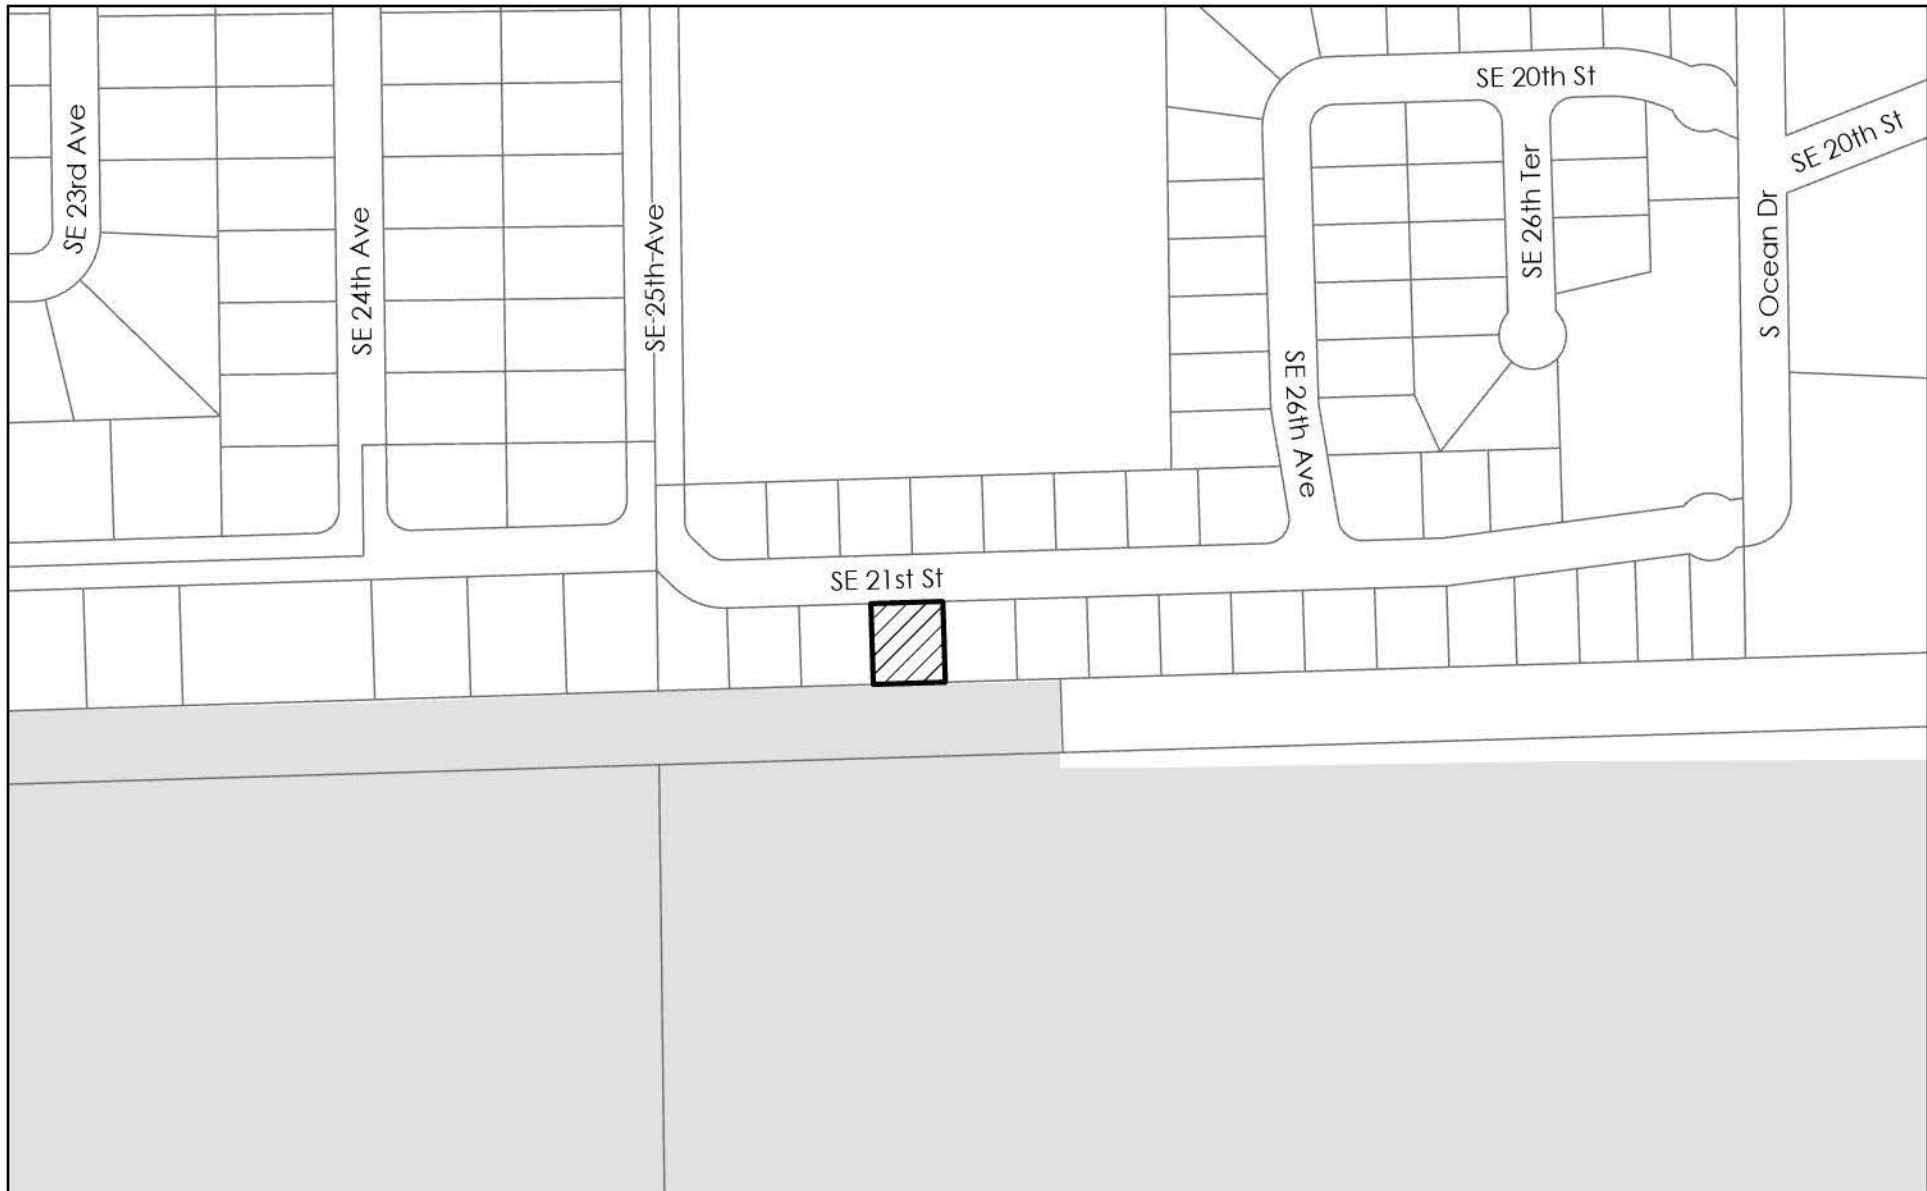 SE 20th St
SE 20th St
SE 23rd Ave
SE 26th Ter
SE 24th Ave
SE-25th-Ave
S Ocean Dr
SE 26th Ave
SE 21st St